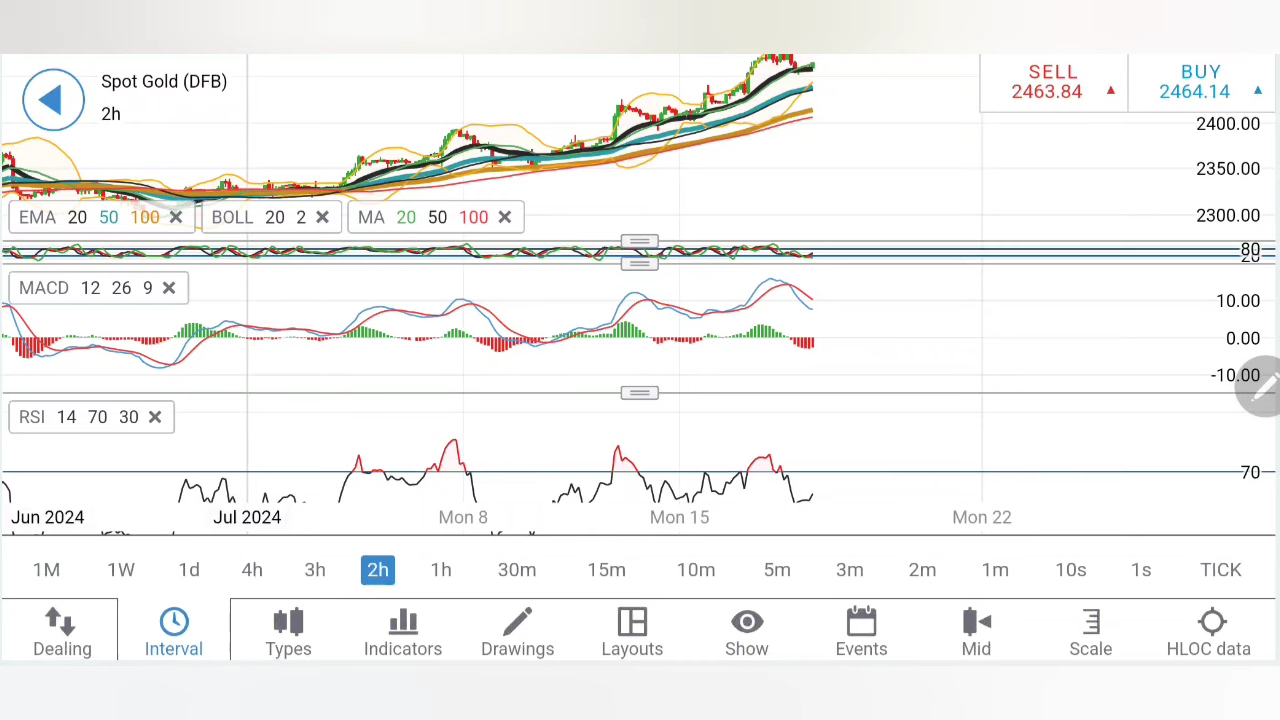 Spot Gold (DFB)
2h
SELL
2463.84
BUY
2464.14
2400.00
2350.00
2300.00
EMA 20 50 100
BOLL 20 2
MA 20 50 100
80
20
MACD 12 26 9
10.00
0.00
-10.00
RSI 14 70 30
70
Jun 2024 Jul 2024 Mon 8 Mon 15 Mon 22
1M 1W 1d 4h 3h 2h 1h 30m 15m 10m 5m 3m 2m 1m 10s 1s TICK
Dealing Interval Types Indicators Drawings Layouts Show Events Mid Scale HLOC data